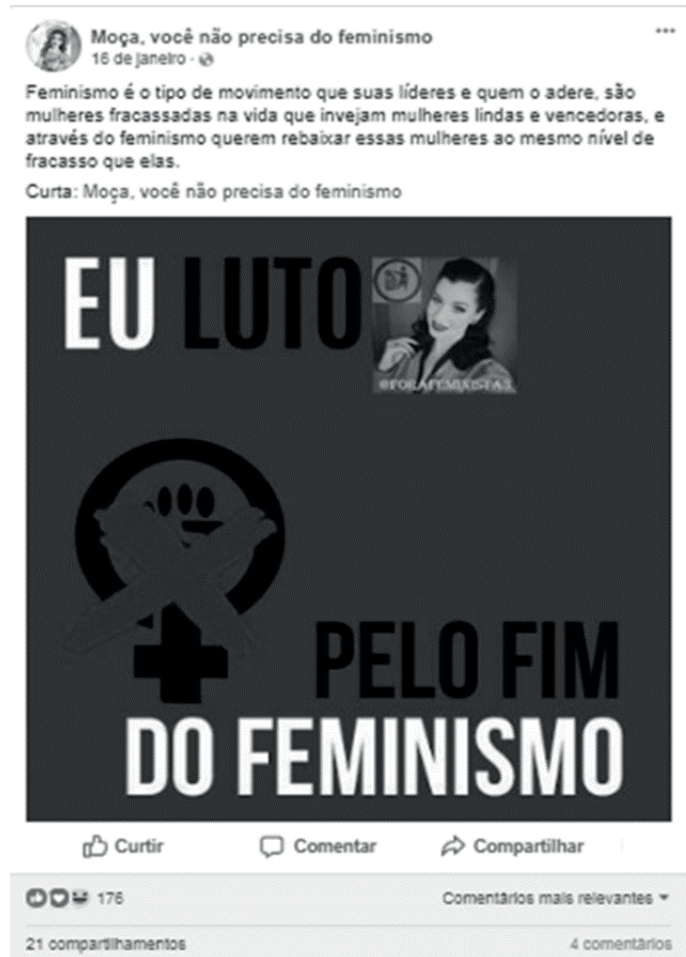 Moça, você não precisa do feminismo
16 de janeiro ·
Feminismo é o tipo de movimento que suas líderes e quem o adere, são
mulheres fracassadas na vida que invejam mulheres lindas e vencedoras, e
através do feminismo querem rebaixar essas mulheres ao mesmo nível de
fracasso que elas.
Curta: Moça, você não precisa do feminismo
EU LUTO
@FORAFEMINISTAS
PELO FIM
DO FEMINISMO
Curtir Comentar Compartilhar
176 Comentários mais relevantes
21 compartilhamentos 4 comentários